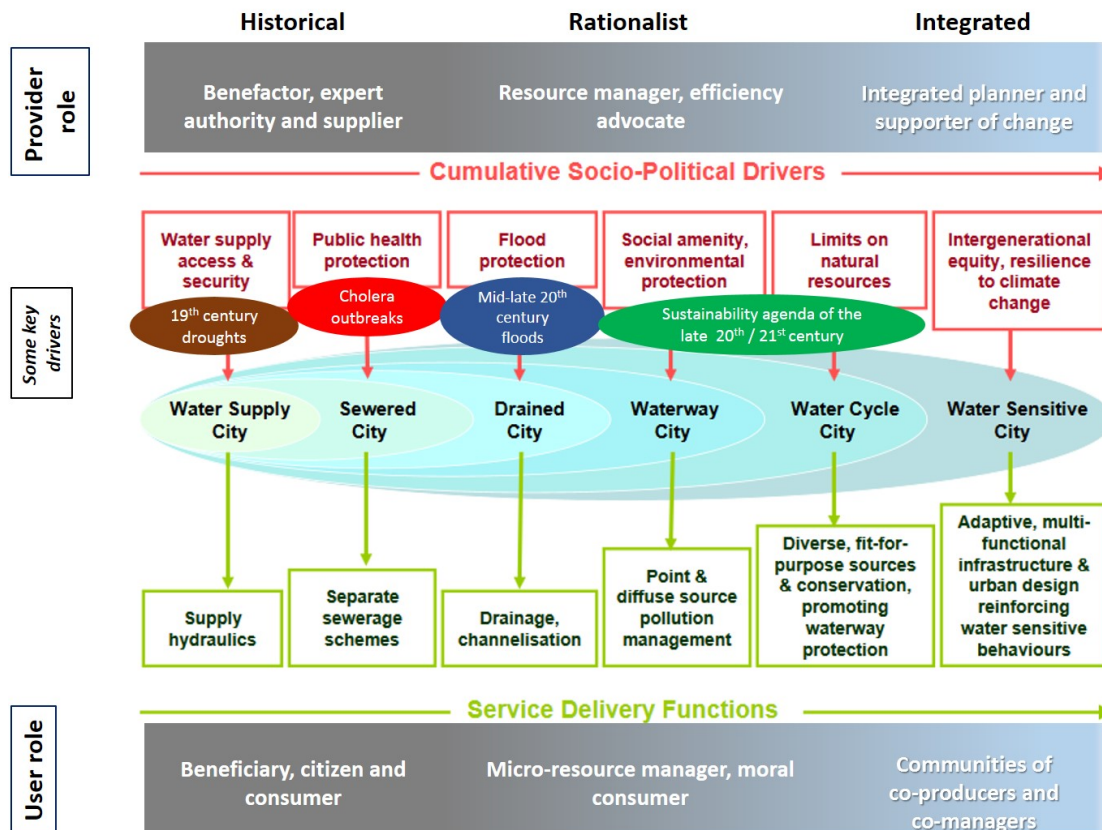 Historical
Rationalist
Integrated
Provider
role
Benefactor, expert
authority and supplier
Resource manager, efficiency
advocate
Integrated planner and
supporter of change
Cumulative Socio-Political Drivers
Some key
drivers
Water supply
access &
security
Public health
protection
Flood
protection
Social amenity,
environmental
protection
Limits on
natural
resources
Intergenerational
equity, resilience
to climate
change
19th century
droughts
Cholera
outbreaks
Mid-late 20th
century
floods
Sustainability agenda of the
late 20th / 21st century
Water Supply
City
Sewered
City
Drained
City
Waterway
City
Water Cycle
City
Water Sensitive
City
Supply
hydraulics
Separate
sewerage
schemes
Drainage,
channelisation
Point &
diffuse source
pollution
management
Diverse, fit-for-
purpose sources
& conservation,
promoting
waterway
protection
Adaptive, multi-
functional
infrastructure &
urban design
reinforcing
water sensitive
behaviours
Service Delivery Functions
User role
Beneficiary, citizen and
consumer
Micro-resource manager, moral
consumer
Communities of
co-producers and
co-managers